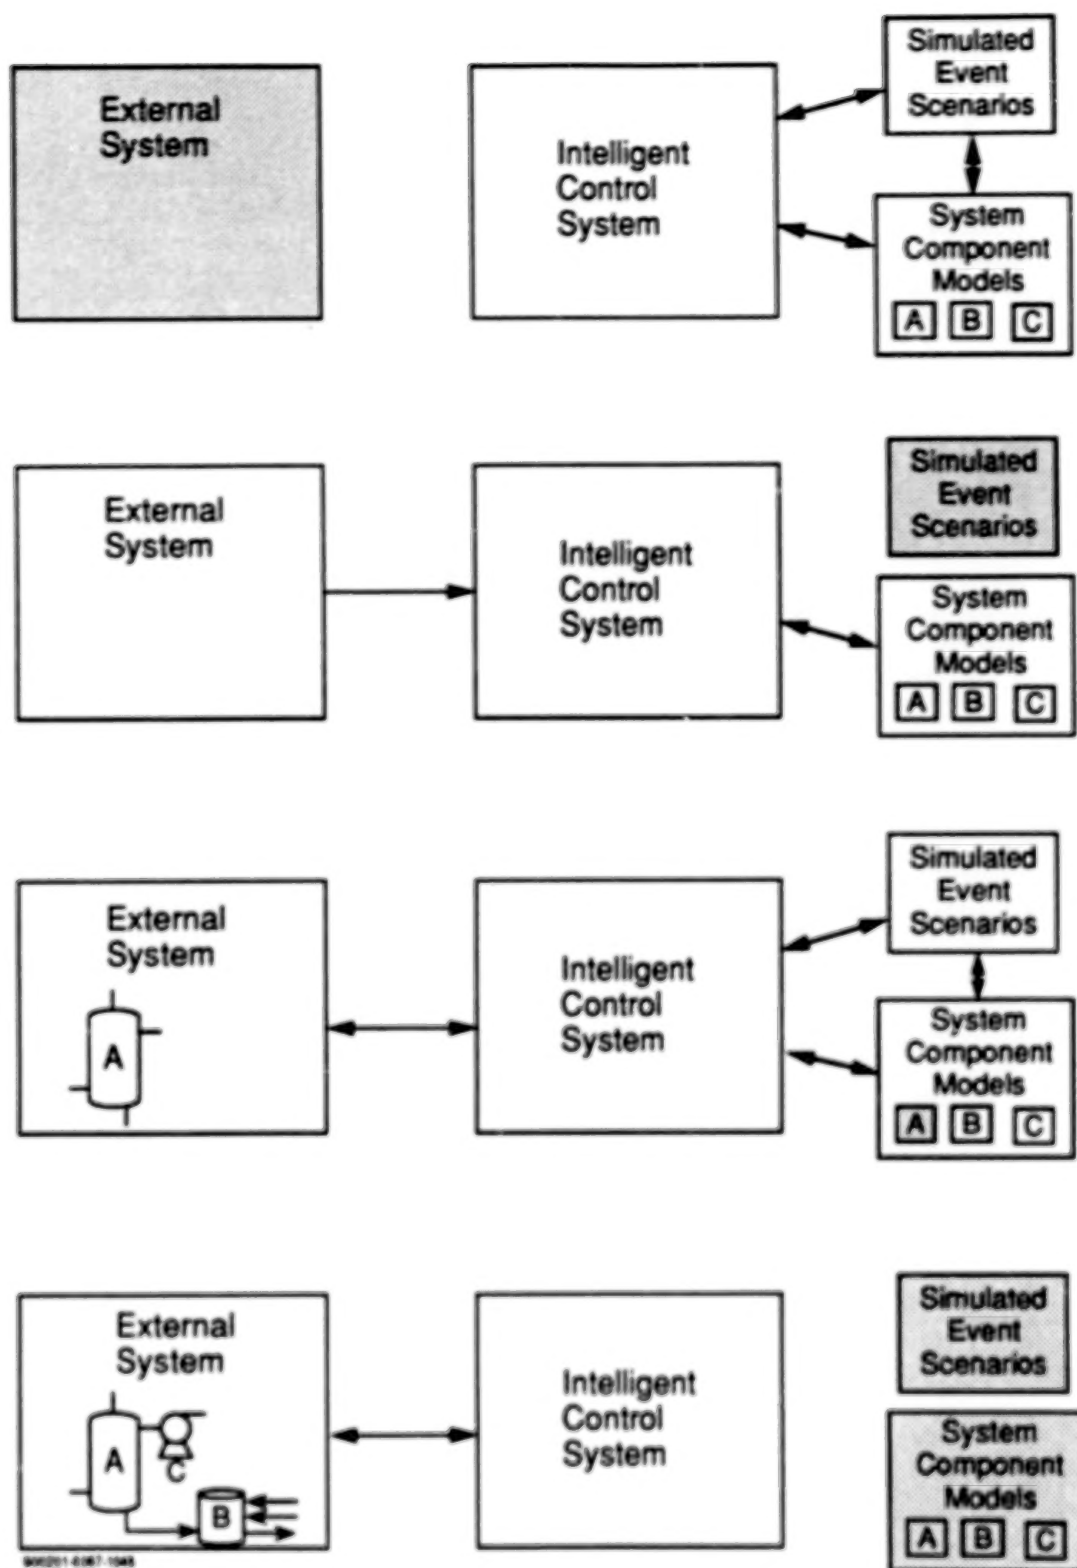 External
System
Intelligent
Control
System
Simulated
Event
Scenarios
System
Component
Models
A B C
External
System
Intelligent
Control
System
Simulated
Event
Scenarios
System
Component
Models
A B C
External
System
A
Intelligent
Control
System
Simulated
Event
Scenarios
System
Component
Models
A B C
External
System
A
C
B
Intelligent
Control
System
Simulated
Event
Scenarios
System
Component
Models
A B C